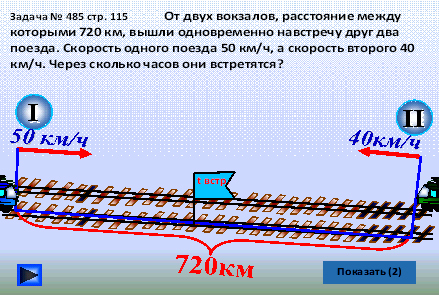 Задача № 485 стр. 115 От двух вокзалов, расстояние между
которыми 720 км, вышли одновременно навстречу друг два
поезда. Скорость одного поезда 50 км/ч, а скорость второго 40
км/ч. Через сколько часов они встретятся?
I
II
50 км/ч
40км/ч
t встр
720км
Показать (2)